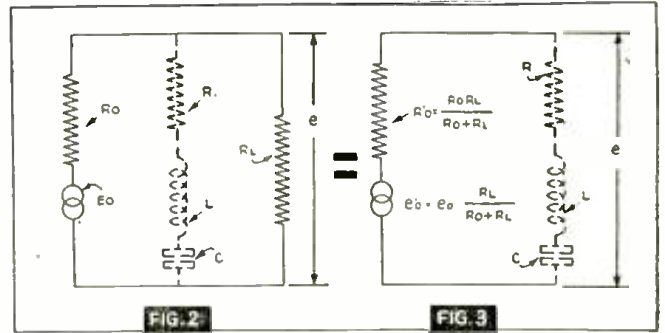 RO
EO
R
L
C
RL
e
=
R'O = RORL / RO+RL
e'o = eo RL / RO+RL
R
L
C
e
FIG. 2
FIG. 3